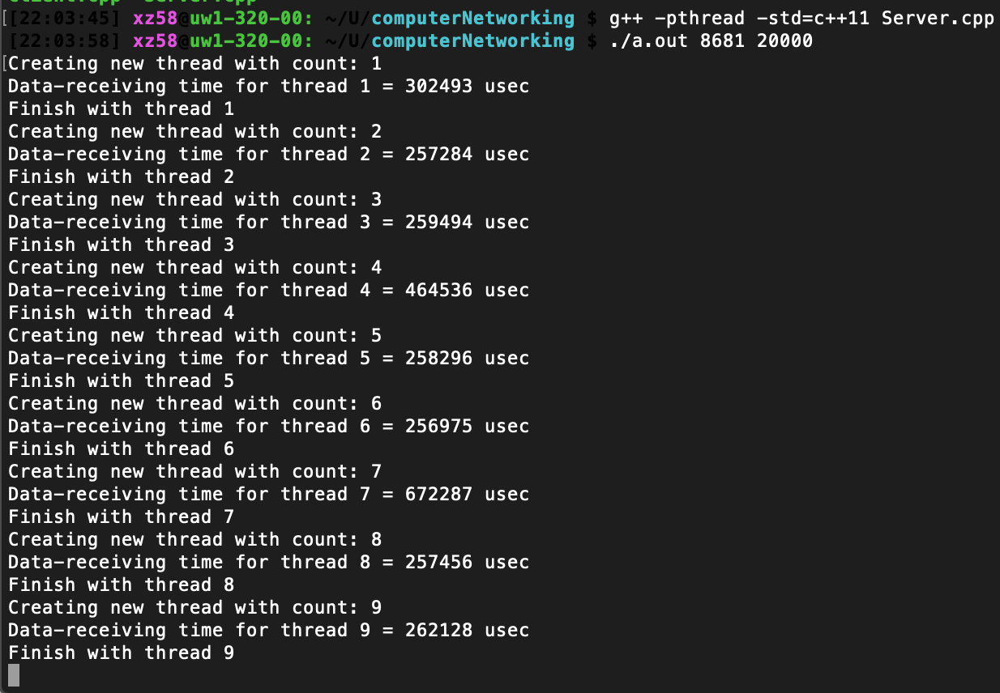 Client.cpp Server.cpp
[[22:03:45] xz58@uw1-320-00: ~/U/computerNetworking $ g++ -pthread -std=c++11 Server.cpp
[22:03:58] xz58@uw1-320-00: ~/U/computerNetworking $ ./a.out 8681 20000
[Creating new thread with count: 1
Data-receiving time for thread 1 = 302493 usec
Finish with thread 1
Creating new thread with count: 2
Data-receiving time for thread 2 = 257284 usec
Finish with thread 2
Creating new thread with count: 3
Data-receiving time for thread 3 = 259494 usec
Finish with thread 3
Creating new thread with count: 4
Data-receiving time for thread 4 = 464536 usec
Finish with thread 4
Creating new thread with count: 5
Data-receiving time for thread 5 = 258296 usec
Finish with thread 5
Creating new thread with count: 6
Data-receiving time for thread 6 = 256975 usec
Finish with thread 6
Creating new thread with count: 7
Data-receiving time for thread 7 = 672287 usec
Finish with thread 7
Creating new thread with count: 8
Data-receiving time for thread 8 = 257456 usec
Finish with thread 8
Creating new thread with count: 9
Data-receiving time for thread 9 = 262128 usec
Finish with thread 9